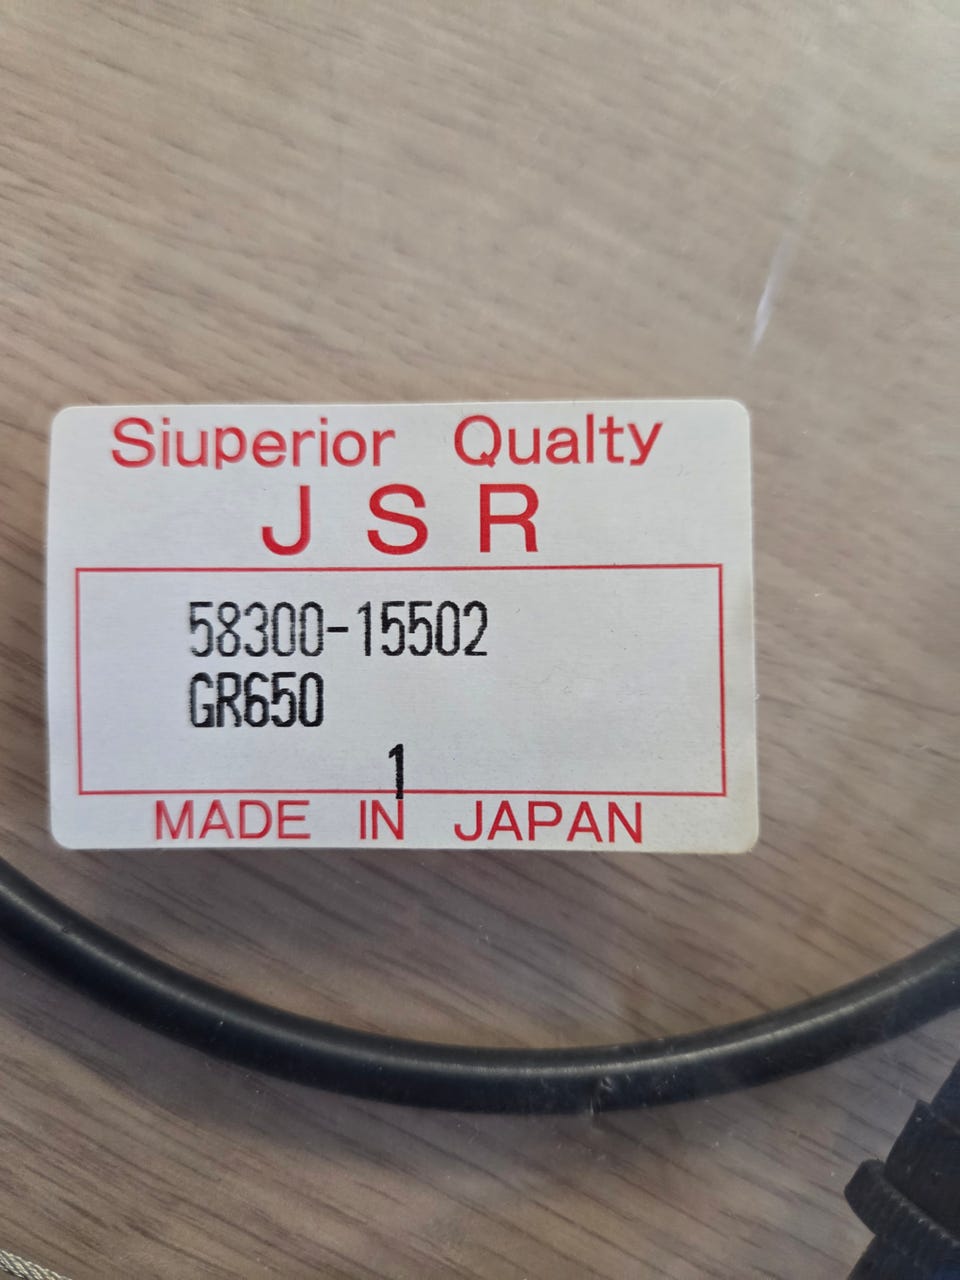 Siuperior Qualty
J S R
58300-15502
GR650
1
MADE IN JAPAN